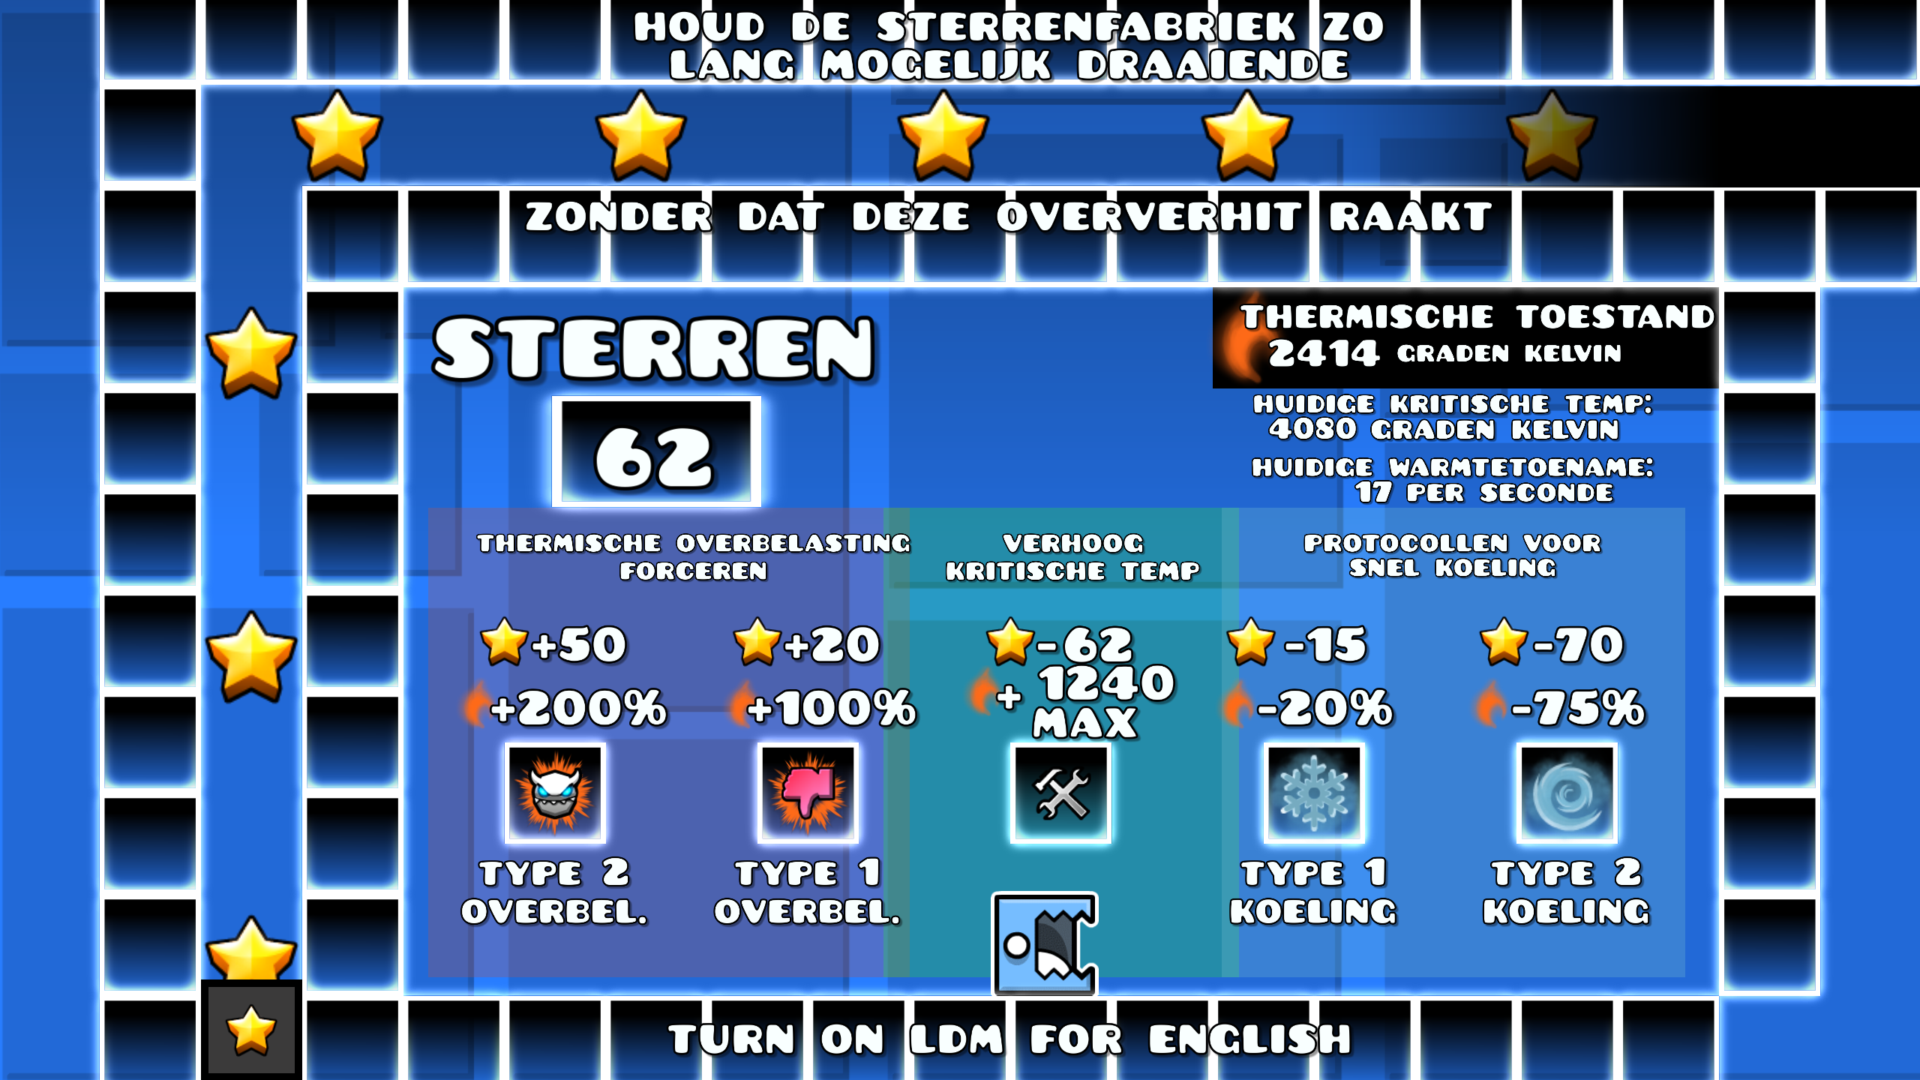 HOUD DE STERRENFABRIEK ZO
LANG MOGELIJK DRAAIENDE
ZONDER DAT DEZE OVERVERHIT RAAKT
STERREN
62
THERMISCHE TOESTAND
2414 GRADEN KELVIN
HUIDIGE KRITISCHE TEMP:
4080 GRADEN KELVIN
HUIDIGE WARMTETOENAME:
17 PER SECONDE
THERMISCHE OVERBELASTING
FORCEREN
+50
+200%
TYPE 2
OVERBEL.
+20
+100%
TYPE 1
OVERBEL.
VERHOOG
KRITISCHE TEMP
-62
+ 1240
MAX
PROTOCOLLEN VOOR
SNEL KOELING
-15
-20%
TYPE 1
KOELING
-70
-75%
TYPE 2
KOELING
TURN ON LDM FOR ENGLISH